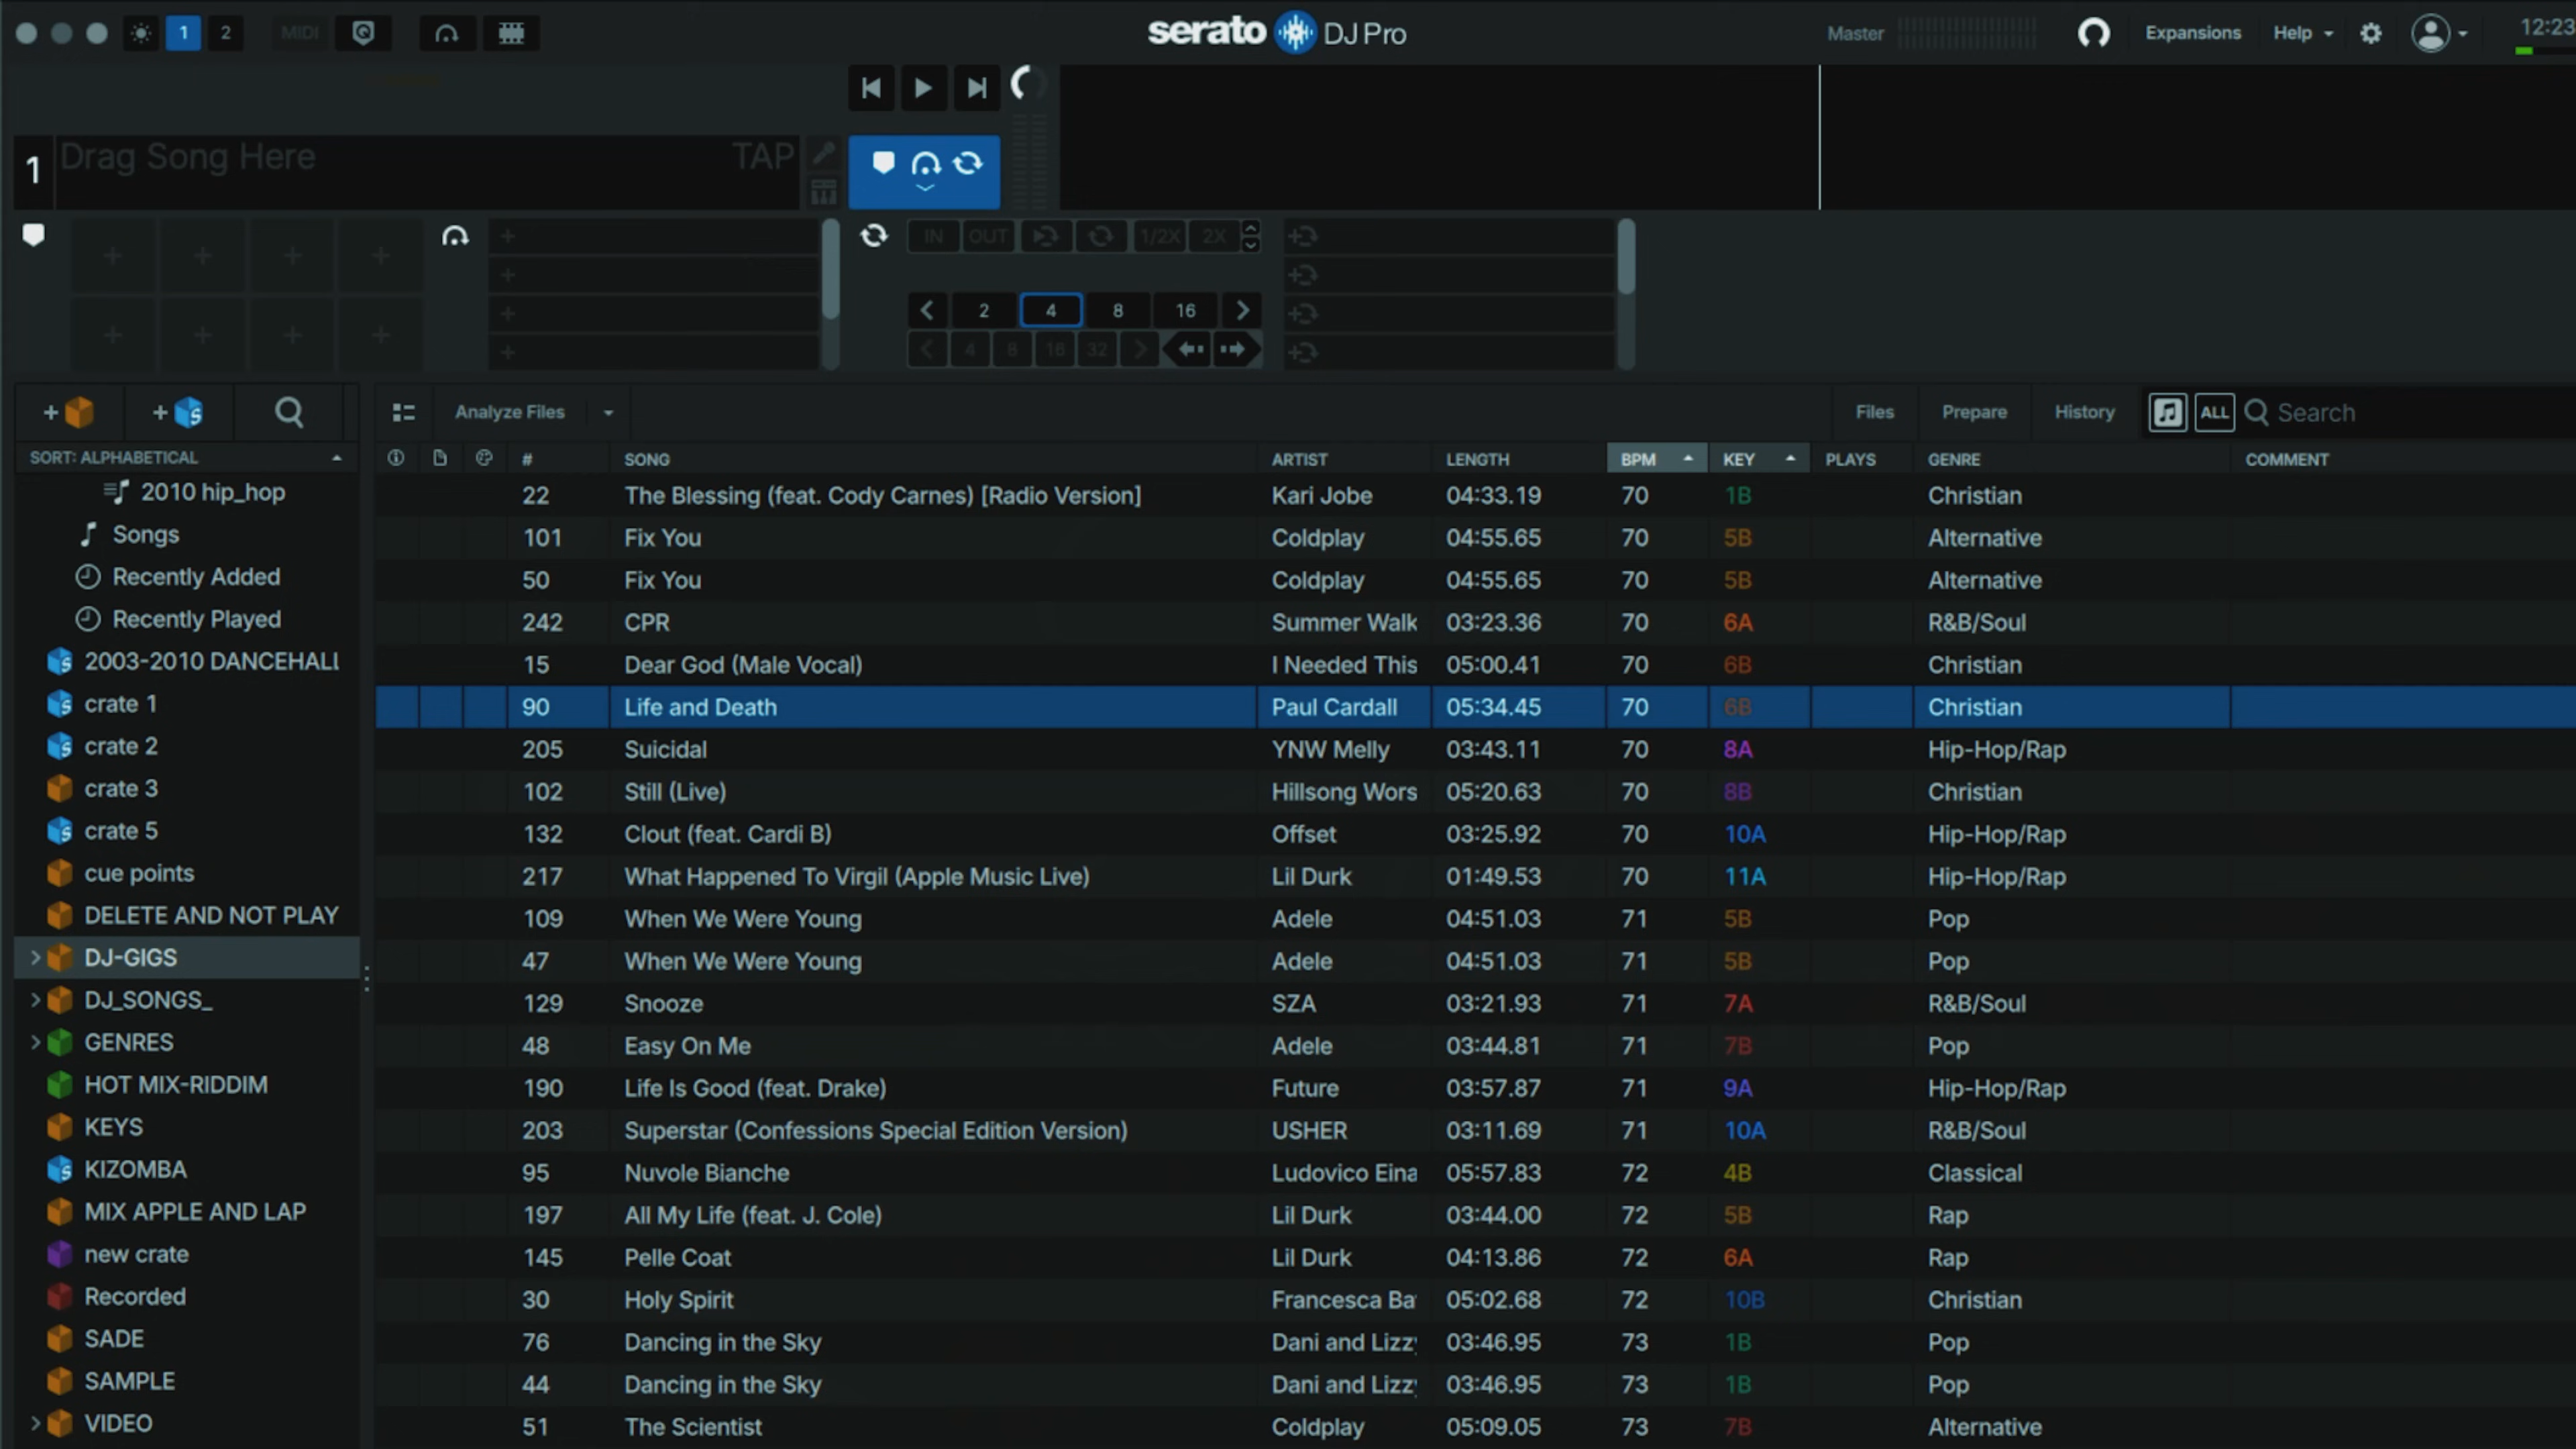 1 2 MIDI serato DJ Pro Master Expansions Help 12:23
1 Drag Song Here TAP
IN OUT 1/2X 2X
2 4 8 16
4 8 16 32
Analyze Files Files Prepare History ALL Search
SORT: ALPHABETICAL
2010 hip_hop
Songs
Recently Added
Recently Played
2003-2010 DANCEHALL
crate 1
crate 2
crate 3
crate 5
cue points
DELETE AND NOT PLAY
DJ-GIGS
DJ_SONGS_
GENRES
HOT MIX-RIDDIM
KEYS
KIZOMBA
MIX APPLE AND LAP
new crate
Recorded
SADE
SAMPLE
VIDEO
# SONG ARTIST LENGTH BPM KEY PLAYS GENRE COMMENT
22 The Blessing (feat. Cody Carnes) [Radio Version] Kari Jobe 04:33.19 70 1B Christian
101 Fix You Coldplay 04:55.65 70 5B Alternative
50 Fix You Coldplay 04:55.65 70 5B Alternative
242 CPR Summer Walk 03:23.36 70 6A R&B/Soul
15 Dear God (Male Vocal) I Needed This 05:00.41 70 6B Christian
90 Life and Death Paul Cardall 05:34.45 70 6B Christian
205 Suicidal YNW Melly 03:43.11 70 8A Hip-Hop/Rap
102 Still (Live) Hillsong Wors 05:20.63 70 8B Christian
132 Clout (feat. Cardi B) Offset 03:25.92 70 10A Hip-Hop/Rap
217 What Happened To Virgil (Apple Music Live) Lil Durk 01:49.53 70 11A Hip-Hop/Rap
109 When We Were Young Adele 04:51.03 71 5B Pop
47 When We Were Young Adele 04:51.03 71 5B Pop
129 Snooze SZA 03:21.93 71 7A R&B/Soul
48 Easy On Me Adele 03:44.81 71 7B Pop
190 Life Is Good (feat. Drake) Future 03:57.87 71 9A Hip-Hop/Rap
203 Superstar (Confessions Special Edition Version) USHER 03:11.69 71 10A R&B/Soul
95 Nuvole Bianche Ludovico Eina 05:57.83 72 4B Classical
197 All My Life (feat. J. Cole) Lil Durk 03:44.00 72 5B Rap
145 Pelle Coat Lil Durk 04:13.86 72 6A Rap
30 Holy Spirit Francesca Ba 05:02.68 72 10B Christian
76 Dancing in the Sky Dani and Lizzy 03:46.95 73 1B Pop
44 Dancing in the Sky Dani and Lizzy 03:46.95 73 1B Pop
51 The Scientist Coldplay 05:09.05 73 7B Alternative